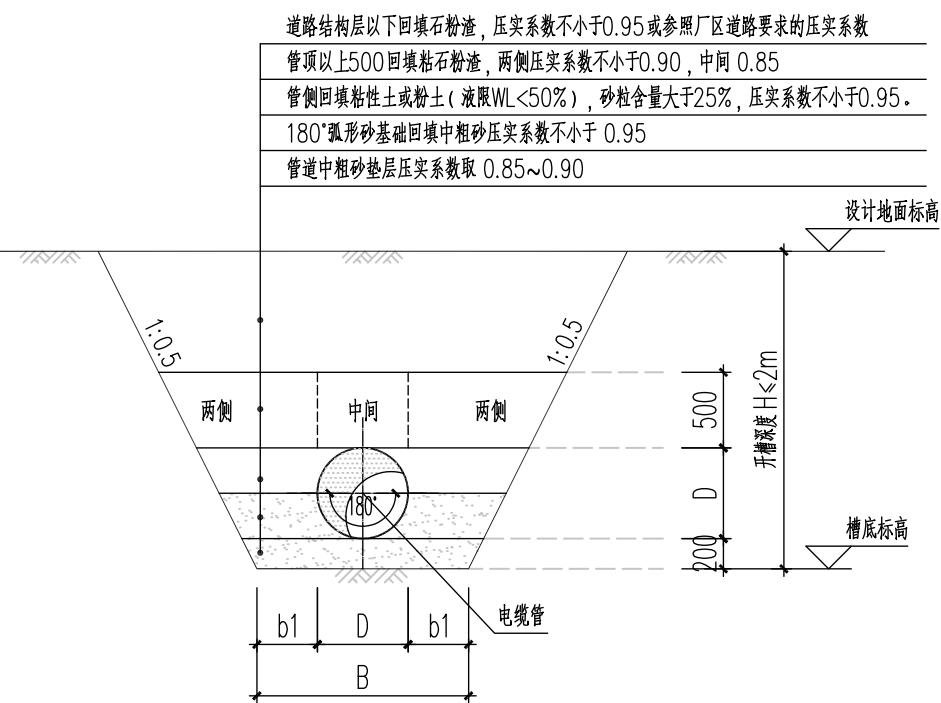 道路结构层以下回填石粉渣，压实系数不小于0.95或参照厂区道路要求的压实系数
管顶以上500回填粘石粉渣，两侧压实系数不小于0.90，中间 0.85
管侧回填粘性土或粉土(液限WL<50%)，砂粒含量大于25%，压实系数不小于0.95。
180°弧形砂基础回填中粗砂压实系数不小于 0.95
管道中粗砂垫层压实系数取 0.85~0.90
设计地面标高
1:0.5
1:0.5
两侧
中间
两侧
500
开槽深度H≤2m
180°
D
200
槽底标高
电缆管
b1
D
b1
B